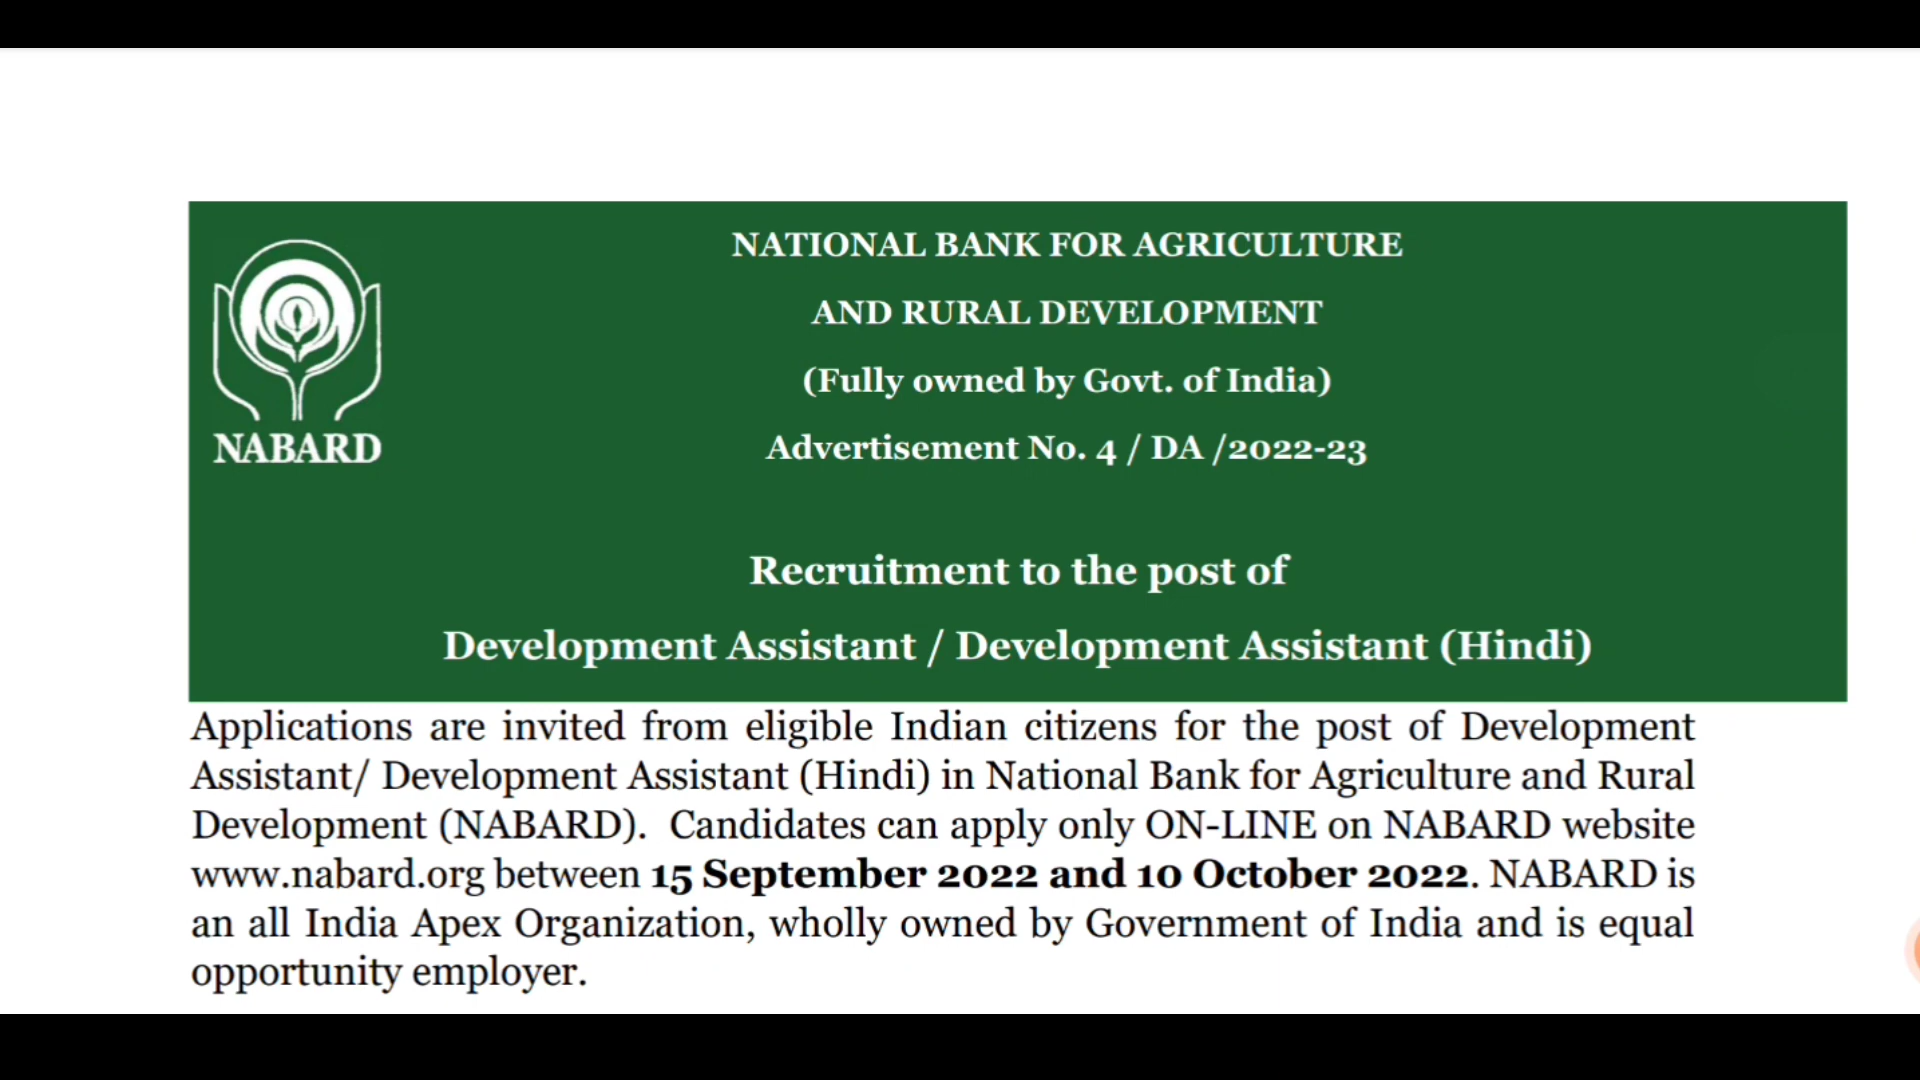 NATIONAL BANK FOR AGRICULTURE
AND RURAL DEVELOPMENT
(Fully owned by Govt. of India)
Advertisement No. 4 / DA /2022-23
NABARD
Recruitment to the post of
Development Assistant / Development Assistant (Hindi)
Applications are invited from eligible Indian citizens for the post of Development
Assistant/ Development Assistant (Hindi) in National Bank for Agriculture and Rural
Development (NABARD). Candidates can apply only ON-LINE on NABARD website
www.nabard.org between 15 September 2022 and 10 October 2022. NABARD is
an all India Apex Organization, wholly owned by Government of India and is equal
opportunity employer.